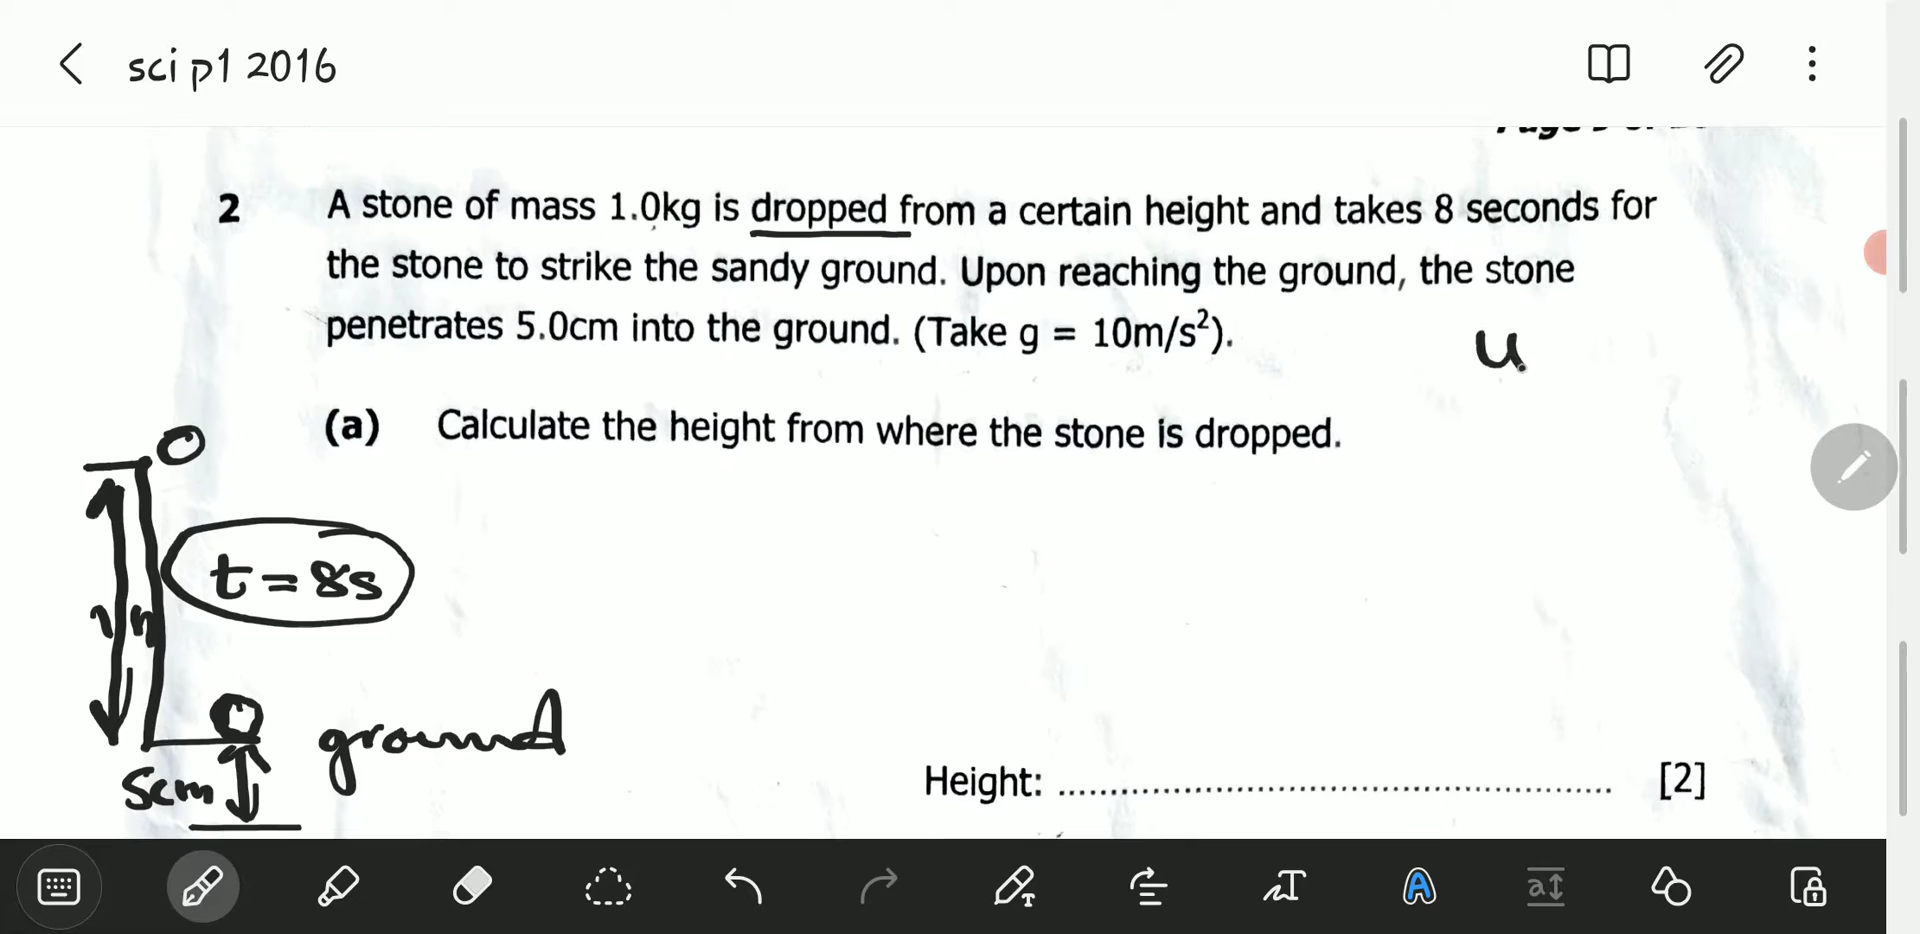 sci p1 2016
2 A stone of mass 1.0kg is dropped from a certain height and takes 8 seconds for
the stone to strike the sandy ground. Upon reaching the ground, the stone
penetrates 5.0cm into the ground. (Take g = 10m/s²).
u
(a) Calculate the height from where the stone is dropped.
t = 8s
ground
5cm
Height: ........................................ [2]